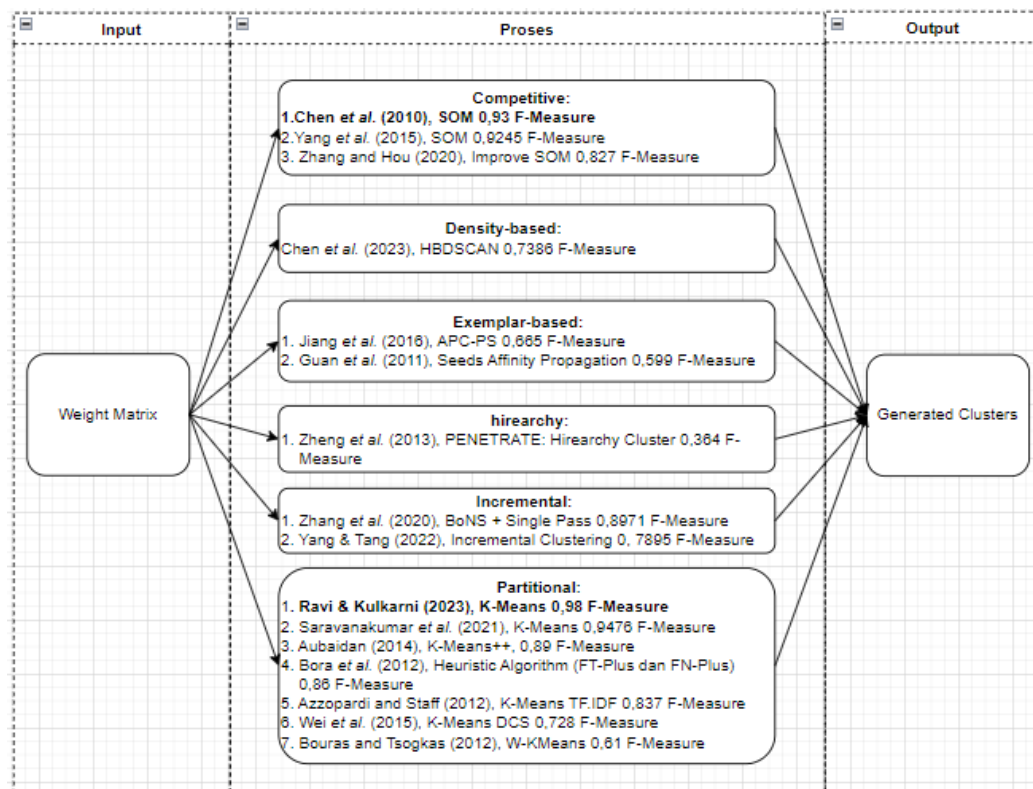 Input
Proses
Output
Competitive:
1.Chen et al. (2010), SOM 0,93 F-Measure
2.Yang et al. (2015), SOM 0,9245 F-Measure
3. Zhang and Hou (2020), Improve SOM 0,827 F-Measure
Density-based:
Chen et al. (2023), HBDSCAN 0,7386 F-Measure
Exemplar-based:
1. Jiang et al. (2016), APC-PS 0,665 F-Measure
2. Guan et al. (2011), Seeds Affinity Propagation 0,599 F-Measure
Weight Matrix
Generated Clusters
hirearchy:
1. Zheng et al. (2013), PENETRATE: Hirearchy Cluster 0,364 F-
Measure
Incremental:
1. Zhang et al. (2020), BoNS + Single Pass 0,8971 F-Measure
2. Yang & Tang (2022), Incremental Clustering 0, 7895 F-Measure
Partitional:
1. Ravi & Kulkarni (2023), K-Means 0,98 F-Measure
2. Saravanakumar et al. (2021), K-Means 0,9476 F-Measure
3. Aubaidan (2014), K-Means++, 0,89 F-Measure
4. Bora et al. (2012), Heuristic Algorithm (FT-Plus dan FN-Plus)
0,86 F-Measure
5. Azzopardi and Staff (2012), K-Means TF.IDF 0,837 F-Measure
6. Wei et al. (2015), K-Means DCS 0,728 F-Measure
7. Bouras and Tsogkas (2012), W-KMeans 0,61 F-Measure